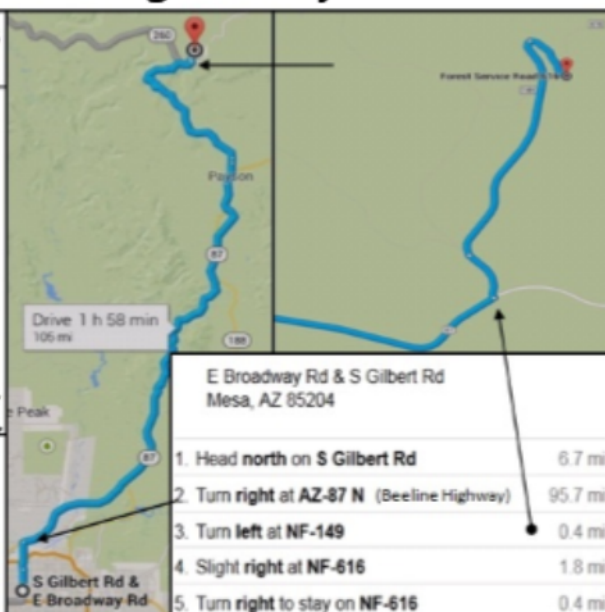 260
Payson
87
Drive 1 h 58 min
105 mi
188
e Peak
87
S Gilbert Rd &
E Broadway Rd
E Broadway Rd & S Gilbert Rd
Mesa, AZ 85204
1. Head north on S Gilbert Rd 6.7 mi
2. Turn right at AZ-87 N (Beeline Highway) 95.7 mi
3. Turn left at NF-149 0.4 mi
4. Slight right at NF-616 1.8 mi
5. Turn right to stay on NF-616 0.4 mi